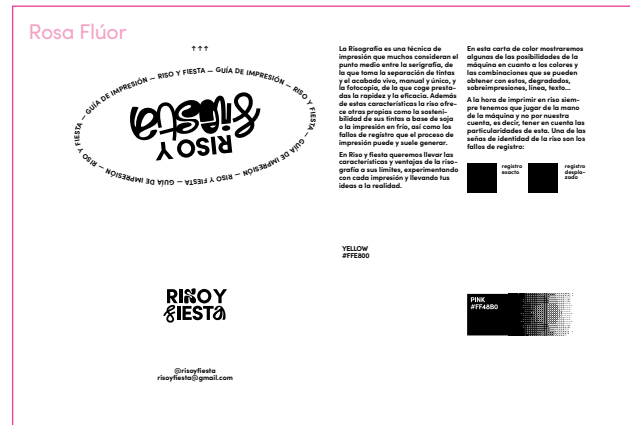 Rosa Flúor
↑↑↑
GUÍA DE IMPRESIÓN — RISO Y FIESTA — GUÍA DE IMPRESIÓN — RISO Y FIESTA — GUÍA DE IMPRESIÓN — RISO Y FIESTA — GUÍA DE IMPRESIÓN — RISO Y FIESTA —
RISO Y
fiesta
La Risografía es una técnica de
impresión que muchos consideran el
punto medio entre la serigrafía, de
la que toma la separación de tintas
y el acabado vivo, manual y único, y
la fotocopia, de la que coge presta-
das la rapidez y la eficacia. Además
de estas características la riso ofre-
ce otras propias como la sosteni-
bilidad de sus tintas a base de soja
o la impresión en frío, así como los
fallos de registro que el proceso de
impresión puede y suele generar.
En Riso y fiesta queremos llevar las
características y ventajas de la riso-
grafía a sus límites, experimentando
con cada impresión y llevando tus
ideas a la realidad.
En esta carta de color mostraremos
algunas de las posibilidades de la
máquina en cuanto a los colores y
las combinaciones que se pueden
obtener con estos, degradados,
sobreimpresiones, línea, texto...
A la hora de imprimir en riso siem-
pre tenemos que jugar de la mano
de la máquina y no por nuestra
cuenta, es decir, tener en cuenta las
particularidades de esta. Una de las
señas de identidad de la riso son los
fallos de registro:
registro
exacto
registro
despla-
zado
YELLOW
#FFE800
RISO Y
FIESTA
PINK
#FF48B0
@risoyfiesta
risoyfiesta@gmail.com